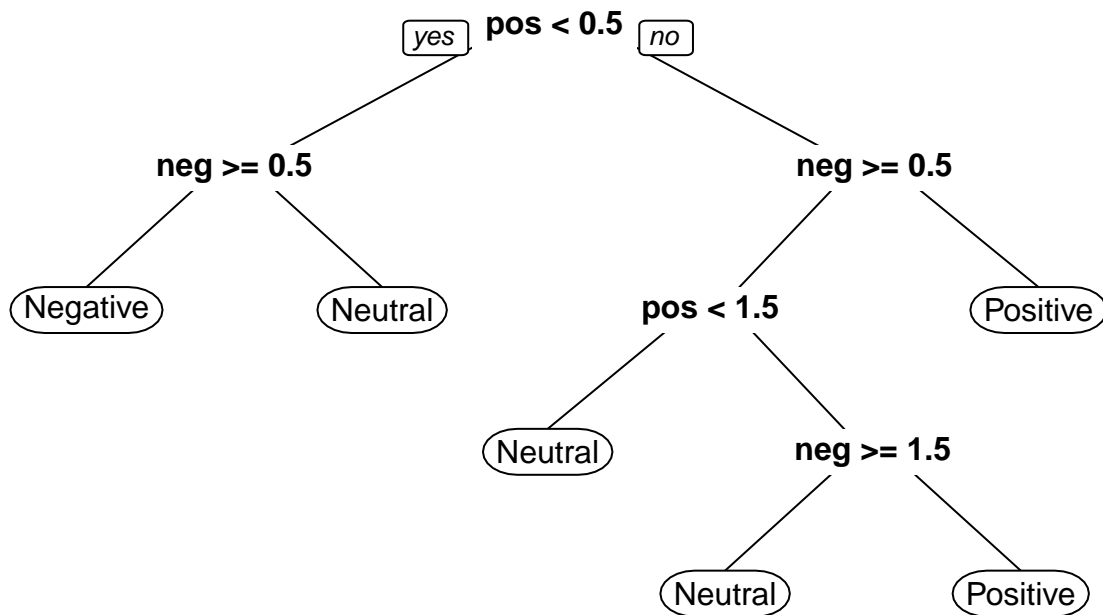 pos < 0.5
yes
no
neg >= 0.5
neg >= 0.5
Negative
Neutral
pos < 1.5
Positive
Neutral
neg >= 1.5
Neutral
Positive